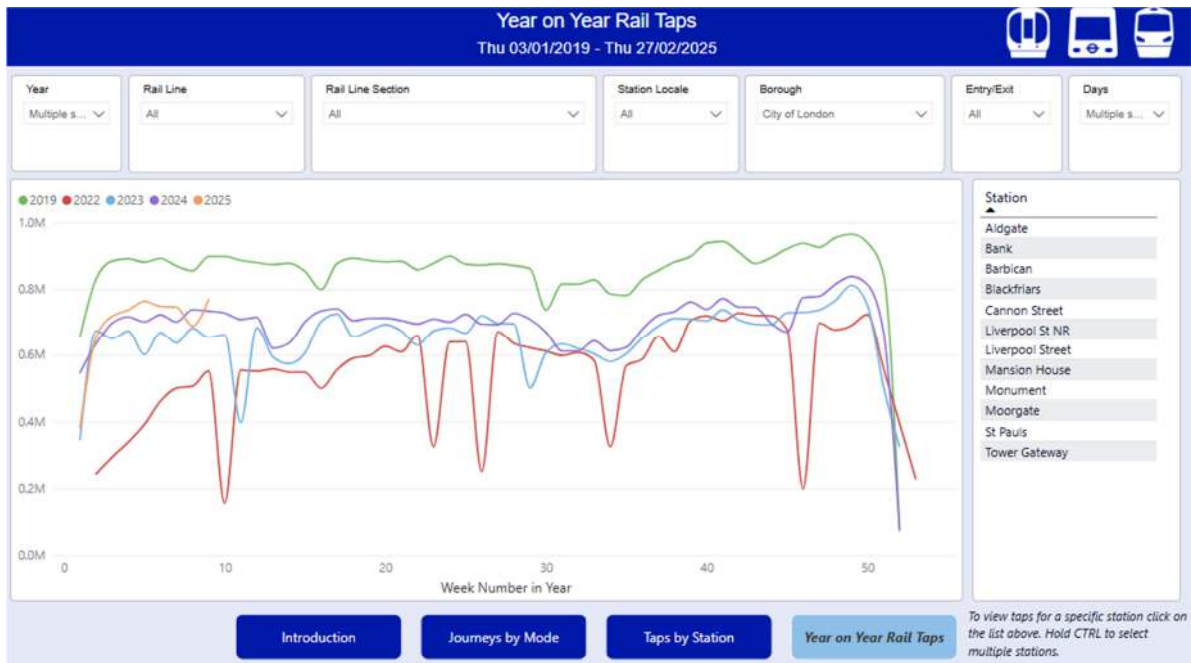 Year on Year Rail Taps
Thu 03/01/2019 - Thu 27/02/2025
Year
Multiple s...
Rail Line
All
Rail Line Section
All
Station Locale
All
Borough
City of London
Entry/Exit
All
Days
Multiple s...
2019 2022 2023 2024 2025
1.0M
0.8M
0.6M
0.4M
0.2M
0.0M
0 10 20 30 40 50
Week Number in Year
Station
Aldgate
Bank
Barbican
Blackfriars
Cannon Street
Liverpool St NR
Liverpool Street
Mansion House
Monument
Moorgate
St Pauls
Tower Gateway
Introduction
Journeys by Mode
Taps by Station
Year on Year Rail Taps
To view taps for a specific station click on
the list above. Hold CTRL to select
multiple stations.